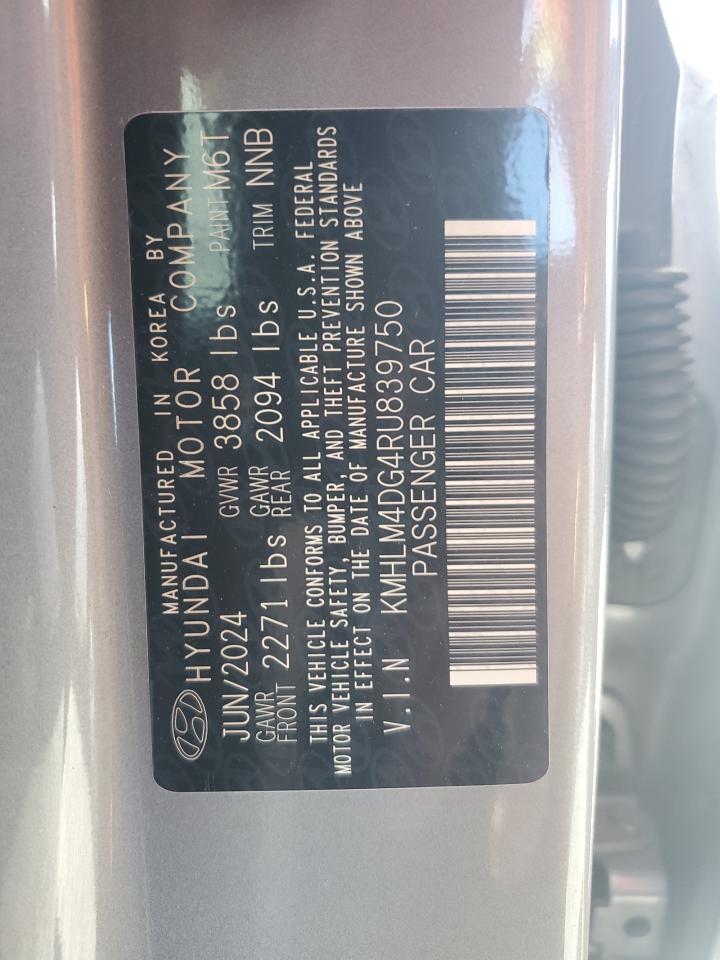 MANUFACTURED IN KOREA BY
HYUNDAI MOTOR COMPANY
JUN/2024 GVWR 3858 lbs PAINT M6T
GAWR FRONT 2271 lbs GAWR REAR 2094 lbs TRIM NNB
THIS VEHICLE CONFORMS TO ALL APPLICABLE U.S.A. FEDERAL
MOTOR VEHICLE SAFETY, BUMPER, AND THEFT PREVENTION STANDARDS
IN EFFECT ON THE DATE OF MANUFACTURE SHOWN ABOVE
V.I.N KMHLM4DG4RU839750
PASSENGER CAR